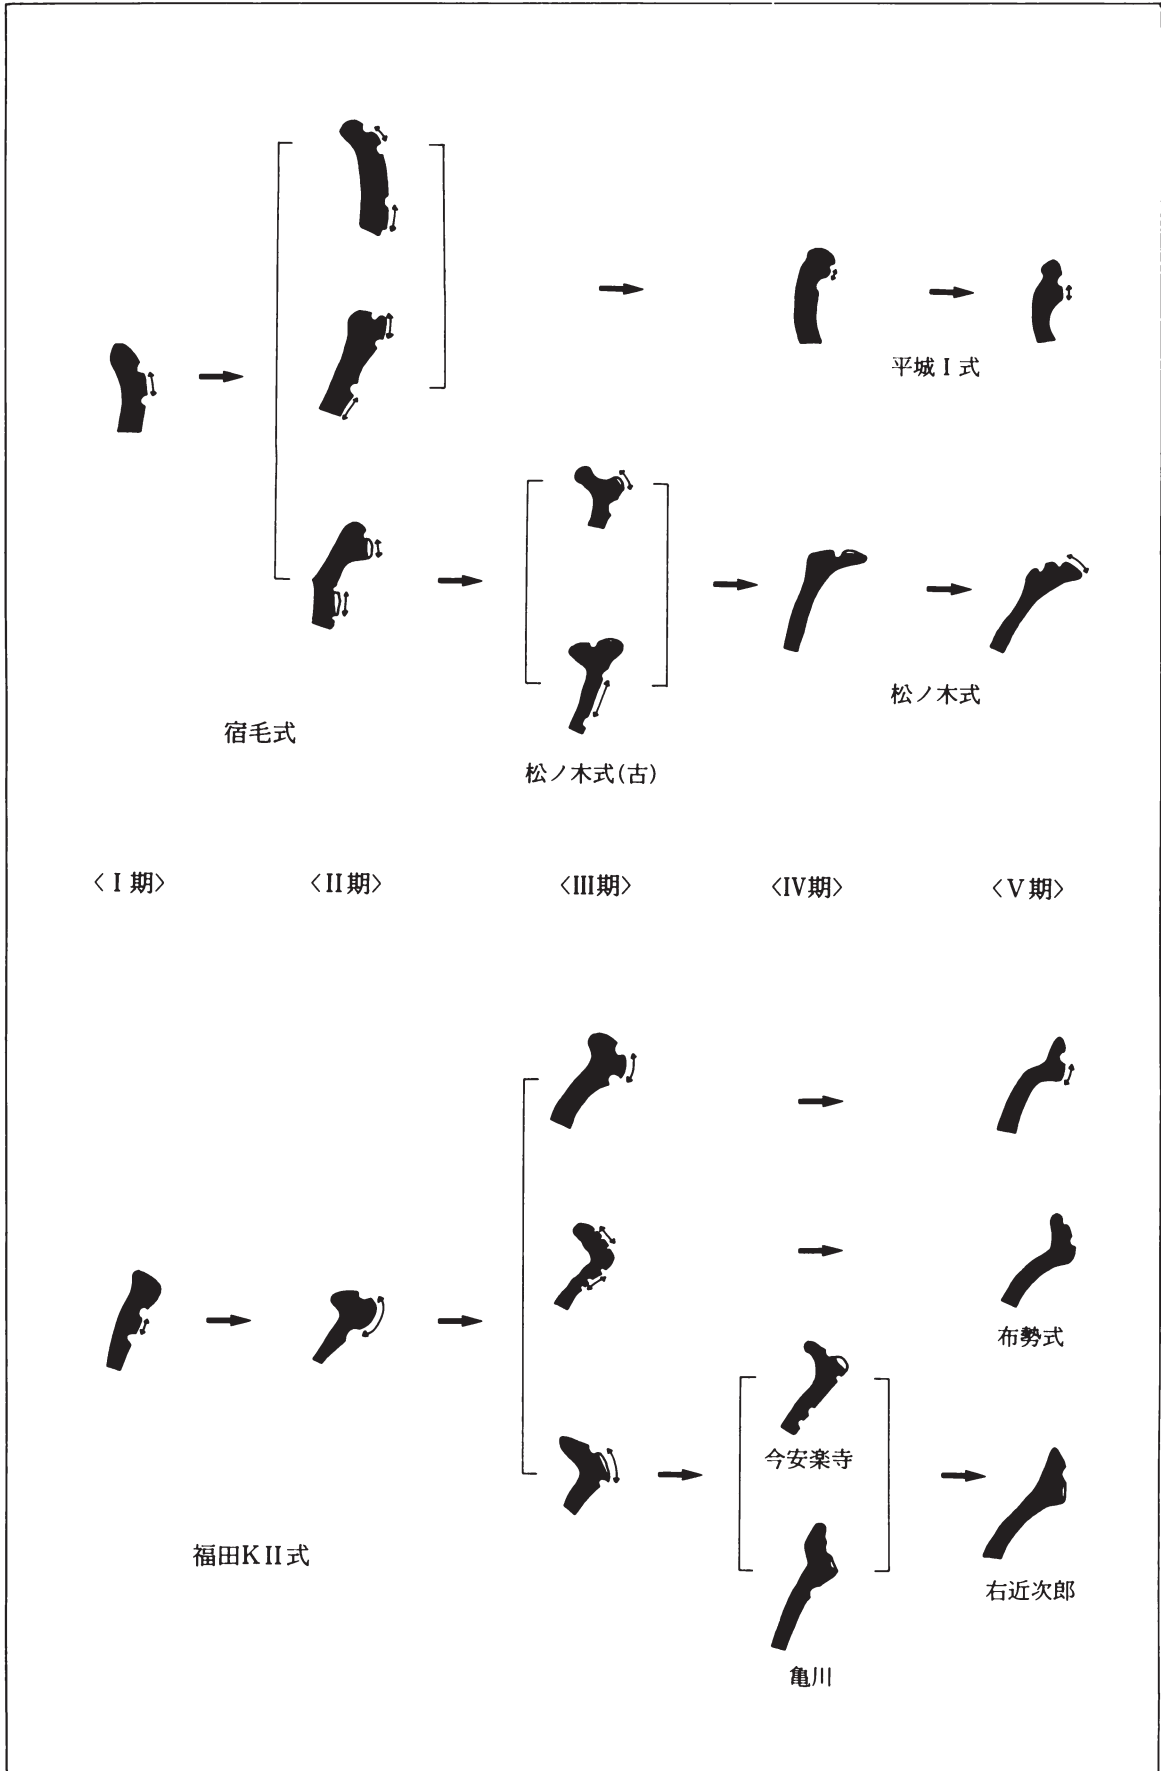 平城Ⅰ式
松ノ木式
宿毛式
松ノ木式(古)
〈Ⅰ期〉 〈II期〉 〈III期〉 〈IV期〉 〈V期〉
布勢式
今安楽寺
福田KII式
右近次郎
亀川